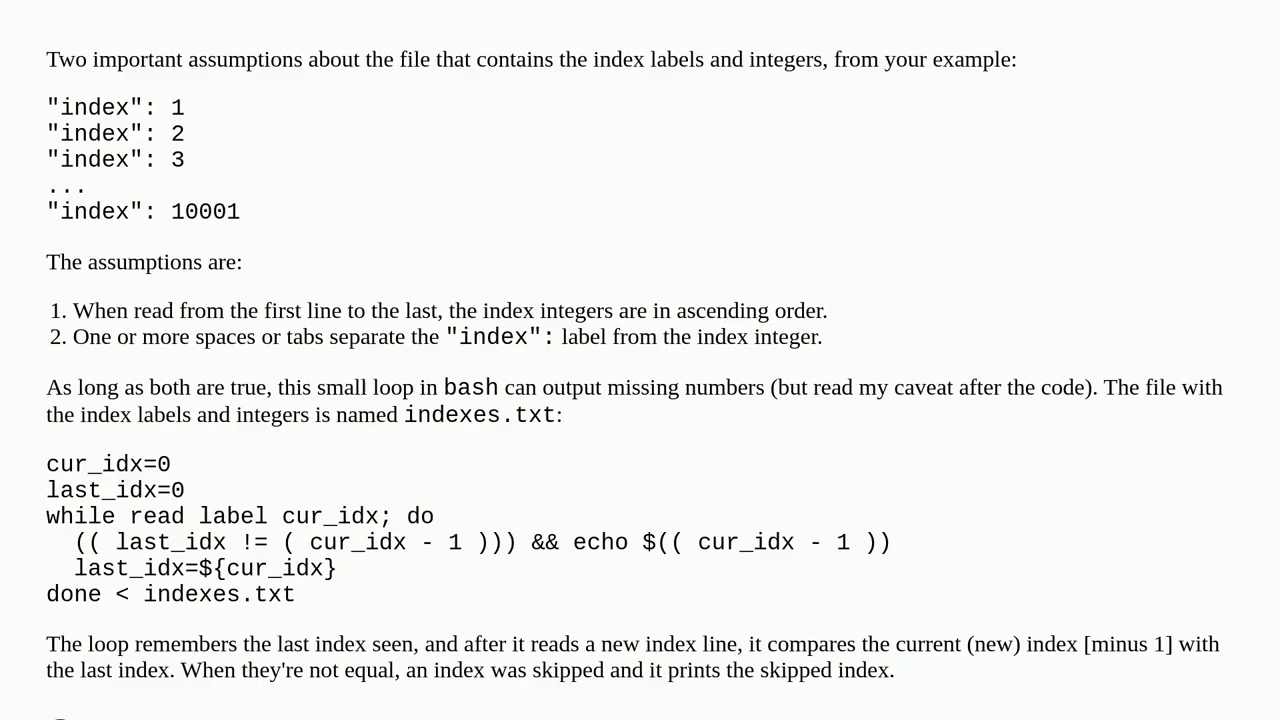 Two important assumptions about the file that contains the index labels and integers, from your example:
"index": 1
"index": 2
"index": 3
...
"index": 10001
The assumptions are:
1. When read from the first line to the last, the index integers are in ascending order.
2. One or more spaces or tabs separate the "index": label from the index integer.
As long as both are true, this small loop in bash can output missing numbers (but read my caveat after the code). The file with
the index labels and integers is named indexes.txt:
cur_idx=0
last_idx=0
while read label cur_idx; do
  (( last_idx != ( cur_idx - 1 ))) && echo $(( cur_idx - 1 ))
  last_idx=${cur_idx}
done < indexes.txt
The loop remembers the last index seen, and after it reads a new index line, it compares the current (new) index [minus 1] with
the last index. When they're not equal, an index was skipped and it prints the skipped index.